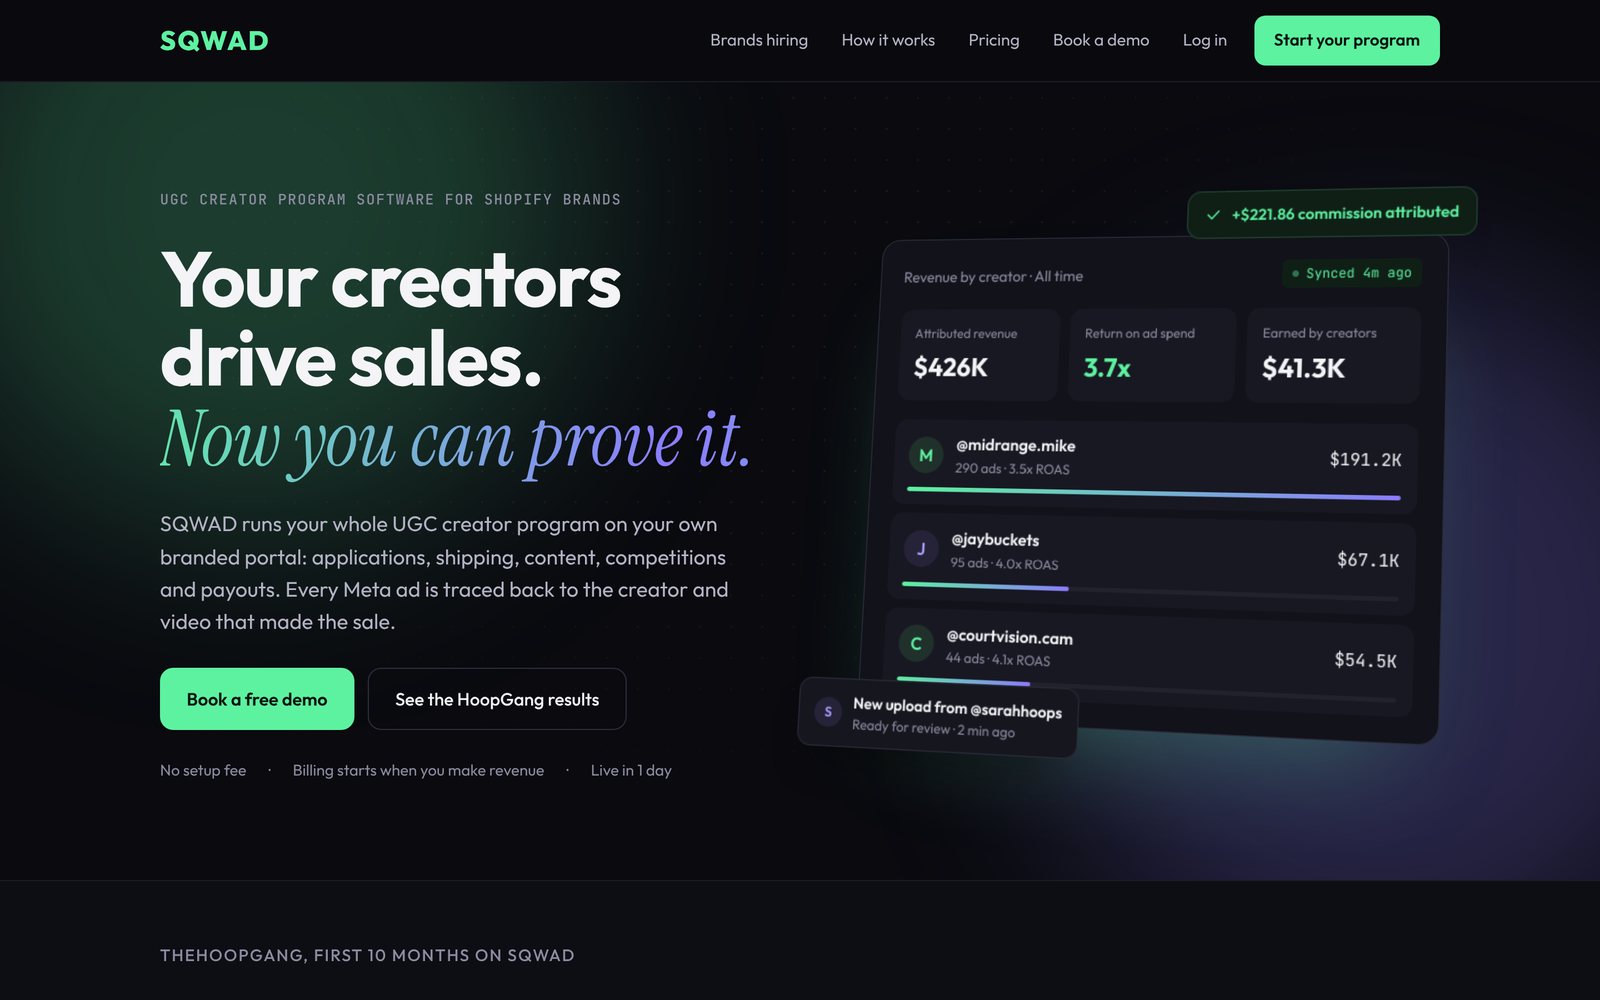 SQWAD
Brands hiring
How it works
Pricing
Book a demo
Log in
Start your program
UGC CREATOR PROGRAM SOFTWARE FOR SHOPIFY BRANDS
Your creators
drive sales.
Now you can prove it.
SQWAD runs your whole UGC creator program on your own
branded portal: applications, shipping, content, competitions
and payouts. Every Meta ad is traced back to the creator and
video that made the sale.
Book a free demo
See the HoopGang results
No setup fee · Billing starts when you make revenue · Live in 1 day
+$221.86 commission attributed
Revenue by creator · All time
Synced 4m ago
Attributed revenue
$426K
Return on ad spend
3.7x
Earned by creators
$41.3K
M
@midrange.mike
290 ads · 3.5x ROAS
$191.2K
J
@jaybuckets
95 ads · 4.0x ROAS
$67.1K
C
@courtvision.cam
44 ads · 4.1x ROAS
$54.5K
S
New upload from @sarahhoops
Ready for review · 2 min ago
THEHOOPGANG, FIRST 10 MONTHS ON SQWAD